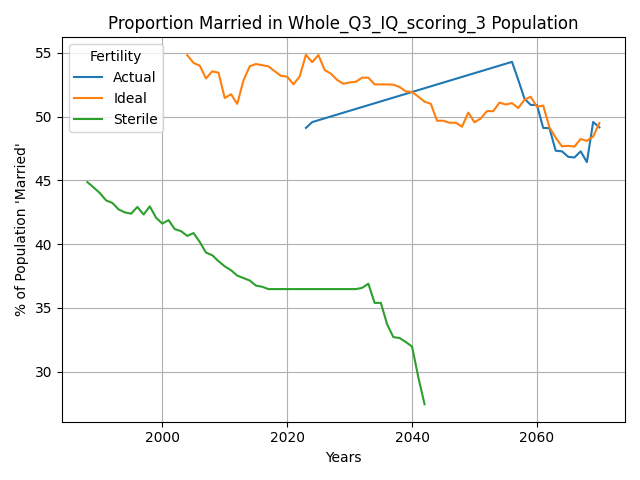 Proportion Married in Whole_Q3_IQ_scoring_3 Population
Fertility
Actual
Ideal
Sterile
% of Population 'Married'
55
50
45
40
35
30
2000
2020
2040
2060
Years